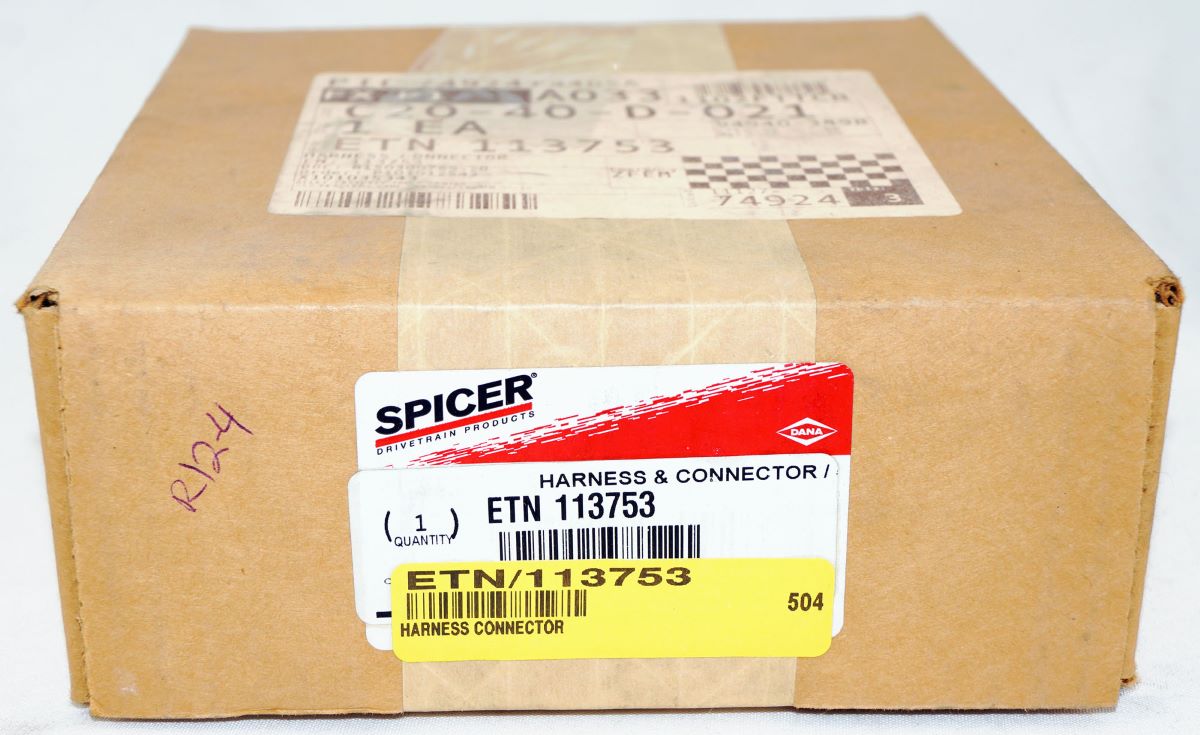 A033
C20-40-D-021
1 EA
ETN 113753
HARNESS/CONNECTOR
74924
3
R124
SPICER®
DRIVETRAIN PRODUCTS
DANA
HARNESS & CONNECTOR /
ETN 113753
( 1 )
QUANTITY
ETN/113753
504
HARNESS CONNECTOR